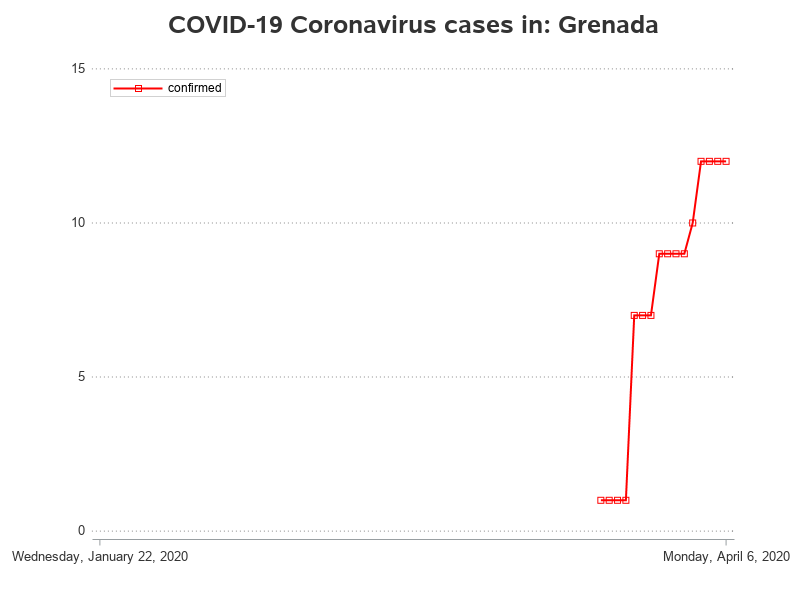 COVID-19 Coronavirus cases in: Grenada
15
confirmed
10
5
0
Wednesday, January 22, 2020
Monday, April 6, 2020